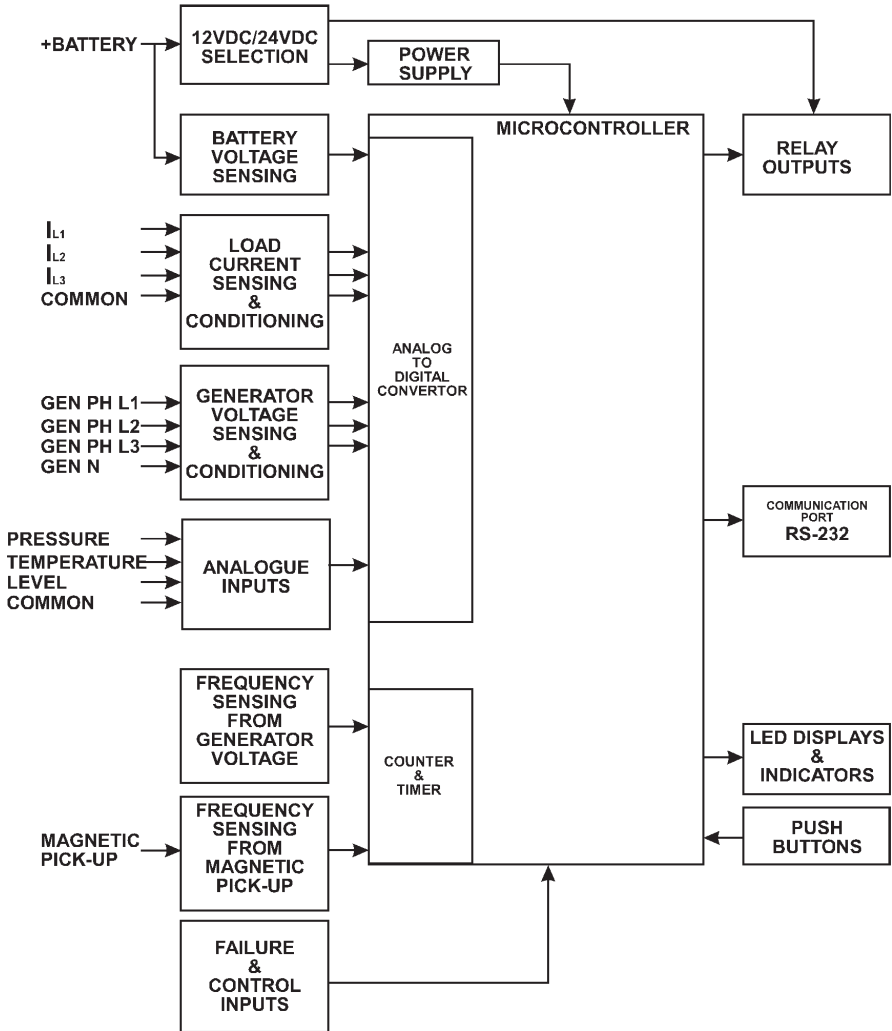 +BATTERY
12VDC/24VDC
SELECTION
POWER
SUPPLY
MICROCONTROLLER
BATTERY
VOLTAGE
SENSING
RELAY
OUTPUTS
IL1
IL2
IL3
COMMON
LOAD
CURRENT
SENSING
&
CONDITIONING
ANALOG
TO
DIGITAL
CONVERTOR
GEN PH L1
GEN PH L2
GEN PH L3
GEN N
GENERATOR
VOLTAGE
SENSING
&
CONDITIONING
PRESSURE
TEMPERATURE
LEVEL
COMMON
ANALOGUE
INPUTS
COMMUNICATION
PORT
RS-232
FREQUENCY
SENSING
FROM
GENERATOR
VOLTAGE
COUNTER
&
TIMER
LED DISPLAYS
&
INDICATORS
MAGNETIC
PICK-UP
FREQUENCY
SENSING
FROM
MAGNETIC
PICK-UP
PUSH
BUTTONS
FAILURE
&
CONTROL
INPUTS